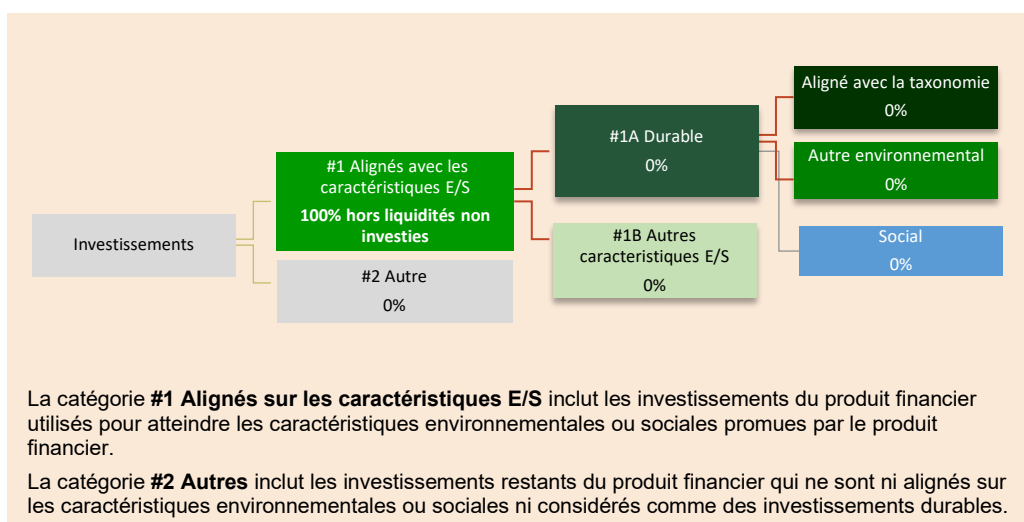 Investissements
#1 Alignés avec les
caractéristiques E/S
100% hors liquidités non
investies
#2 Autre
0%
#1A Durable
0%
#1B Autres
caracteristiques E/S
0%
Aligné avec la taxonomie
0%
Autre environmental
0%
Social
0%
La catégorie #1 Alignés sur les caractéristiques E/S inclut les investissements du produit financier
utilisés pour atteindre les caractéristiques environnementales ou sociales promues par le produit
financier.
La catégorie #2 Autres inclut les investissements restants du produit financier qui ne sont ni alignés sur
les caractéristiques environnementales ou sociales ni considérés comme des investissements durables.